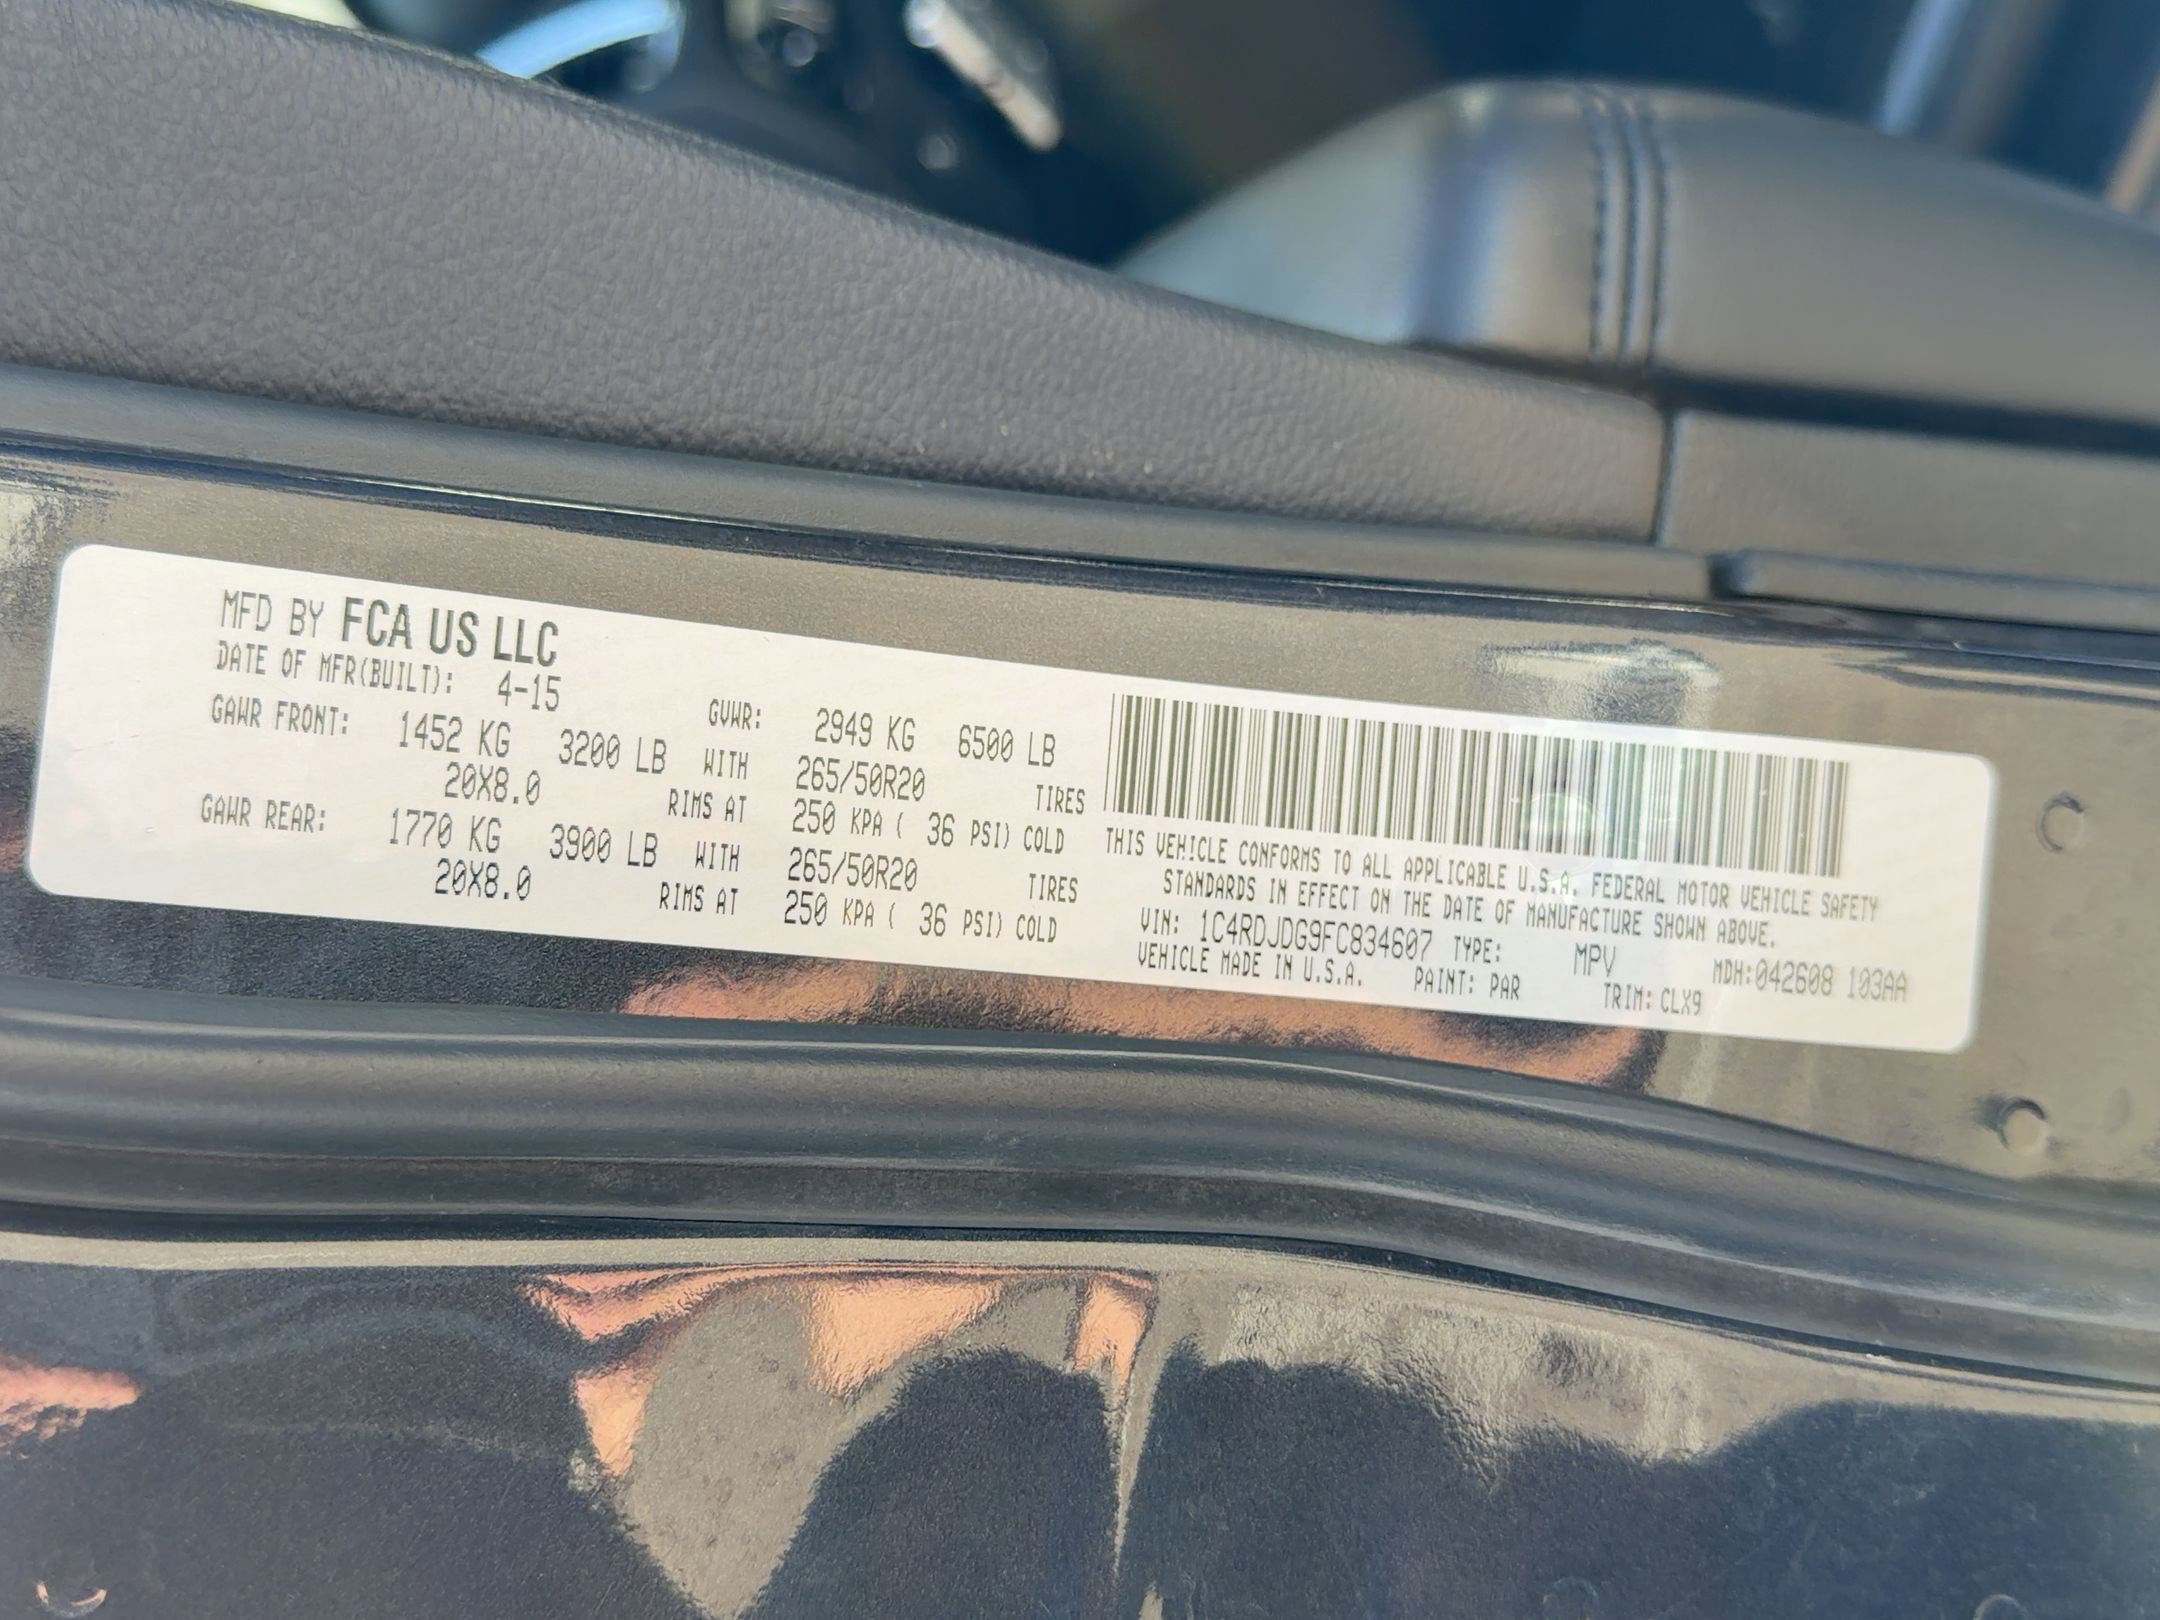 MFD BY FCA US LLC
DATE OF MFR(BUILT): 4-15 GVWR: 2949 KG 6500 LB
GAWR FRONT: 1452 KG 3200 LB WITH 265/50R20 TIRES
20X8.0 RIMS AT 250 KPA ( 36 PSI) COLD
GAWR REAR: 1770 KG 3900 LB WITH 265/50R20 TIRES
20X8.0 RIMS AT 250 KPA ( 36 PSI) COLD
THIS VEHICLE CONFORMS TO ALL APPLICABLE U.S.A. FEDERAL MOTOR VEHICLE SAFETY
STANDARDS IN EFFECT ON THE DATE OF MANUFACTURE SHOWN ABOVE.
VIN: 1C4RDJDG9FC834607 TYPE: MPV MDH:042608 103AA
VEHICLE MADE IN U.S.A. PAINT: PAR TRIM: CLX9